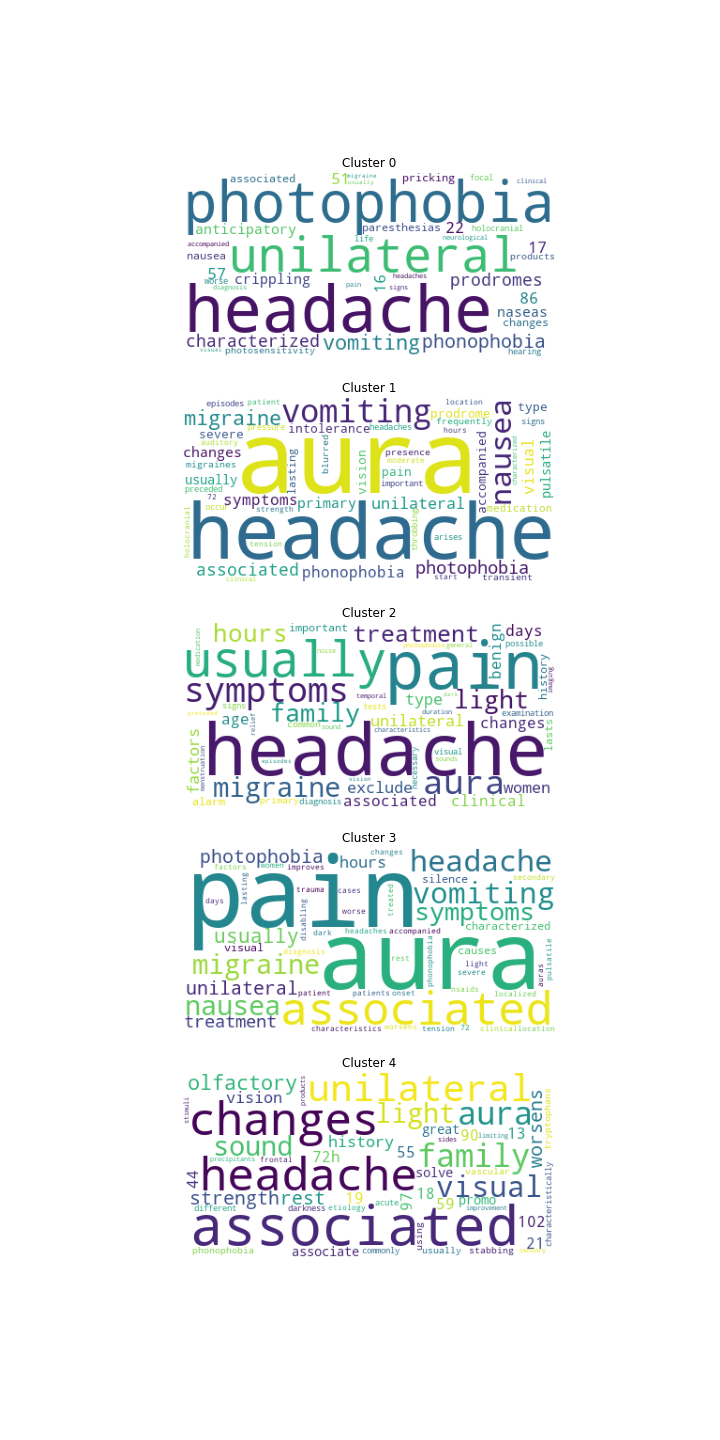 Cluster 0
associated 51 migraine usually pricking focal clinical
photophobia
anticipatory paresthesias 22 holocranial
accompanied life neurological 17
nausea unilateral products
57 worse crippling 16 headaches prodromes
diagnosis pain signs
headache 86
naseas
changes
characterized vomiting phonophobia
visual photosensitivity hearing
Cluster 1
episodes patient vomiting location type
migraine prodrome signs
pressure intolerance headaches frequently
severe auditory hours
changes aura presence nausea
migraines lasting blurred vision moderate accompanied characterized visual pulsatile
usually pain important
72 symptoms primary unilateral
occur strength medication
holocranial headache throbbing
tension arises
associated phonophobia photophobia
clinical start transient
Cluster 2
medication hours important treatment benign days
noise phenomena general possible
usually pain history imaging
symptoms temporal light
signs family type dark
age relief tests duration examination
common sound unilateral changes
characteristics lasts
factors menstruation headache visual
sounds
episodes vision necessary
migraine exclude aura women
alarm primary diagnosis associated clinical
Cluster 3
photophobia hours changes headache
factors women improves
lasting silence secondary
days pain trauma cases treated vomiting
disabling worse symptoms
dark headaches accompanied characterized
usually
visual diagnosis causes
migraine aura rest phonophobia light pulsatile
severe auras
unilateral nsaids
patient patients onset localized
nausea associated
treatment
characteristics worsens tension 72 clinical location
Cluster 4
olfactory products unilateral
stimuli vision worsens tryptophans
changes light aura
great 90 limiting 13
sound history sides
precipitants frontal 72h 55 family
44 headache solve vascular
visual characteristically
strength rest 19 97 18 59 promo
different darkness etiology acute improvement
associated 102
using 21
phonophobia associate commonly usually stabbing sensory